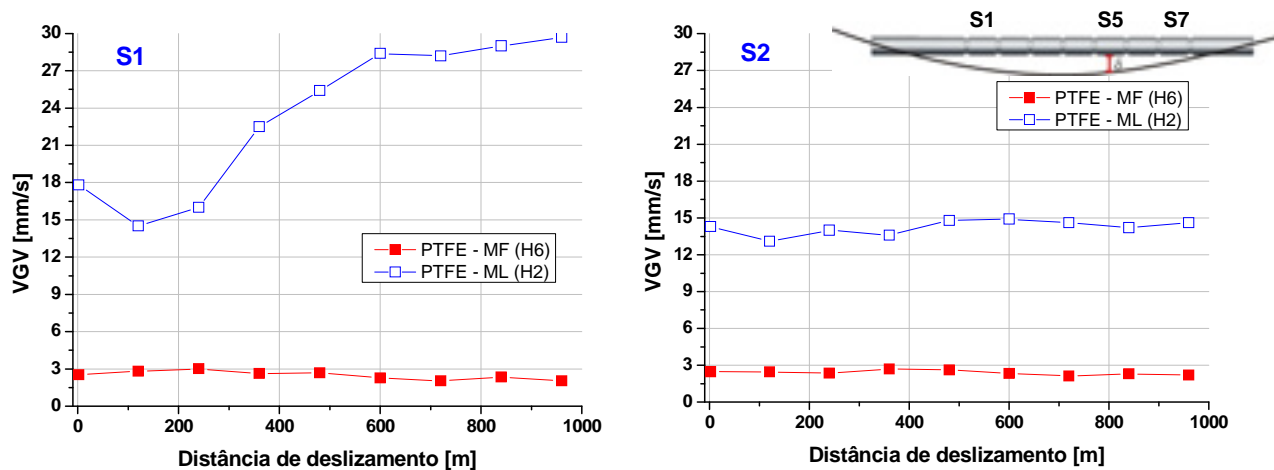 S1
VGV [mm/s]
30
27
24
21
18
15
12
9
6
3
0
PTFE - MF (H6)
PTFE - ML (H2)
0 200 400 600 800 1000
Distância de deslizamento [m]
S2
S1 S5 S7
VGV [mm/s]
30
27
24
21
18
15
12
9
6
3
0
PTFE - MF (H6)
PTFE - ML (H2)
0 200 400 600 800 1000
Distância de deslizamento [m]